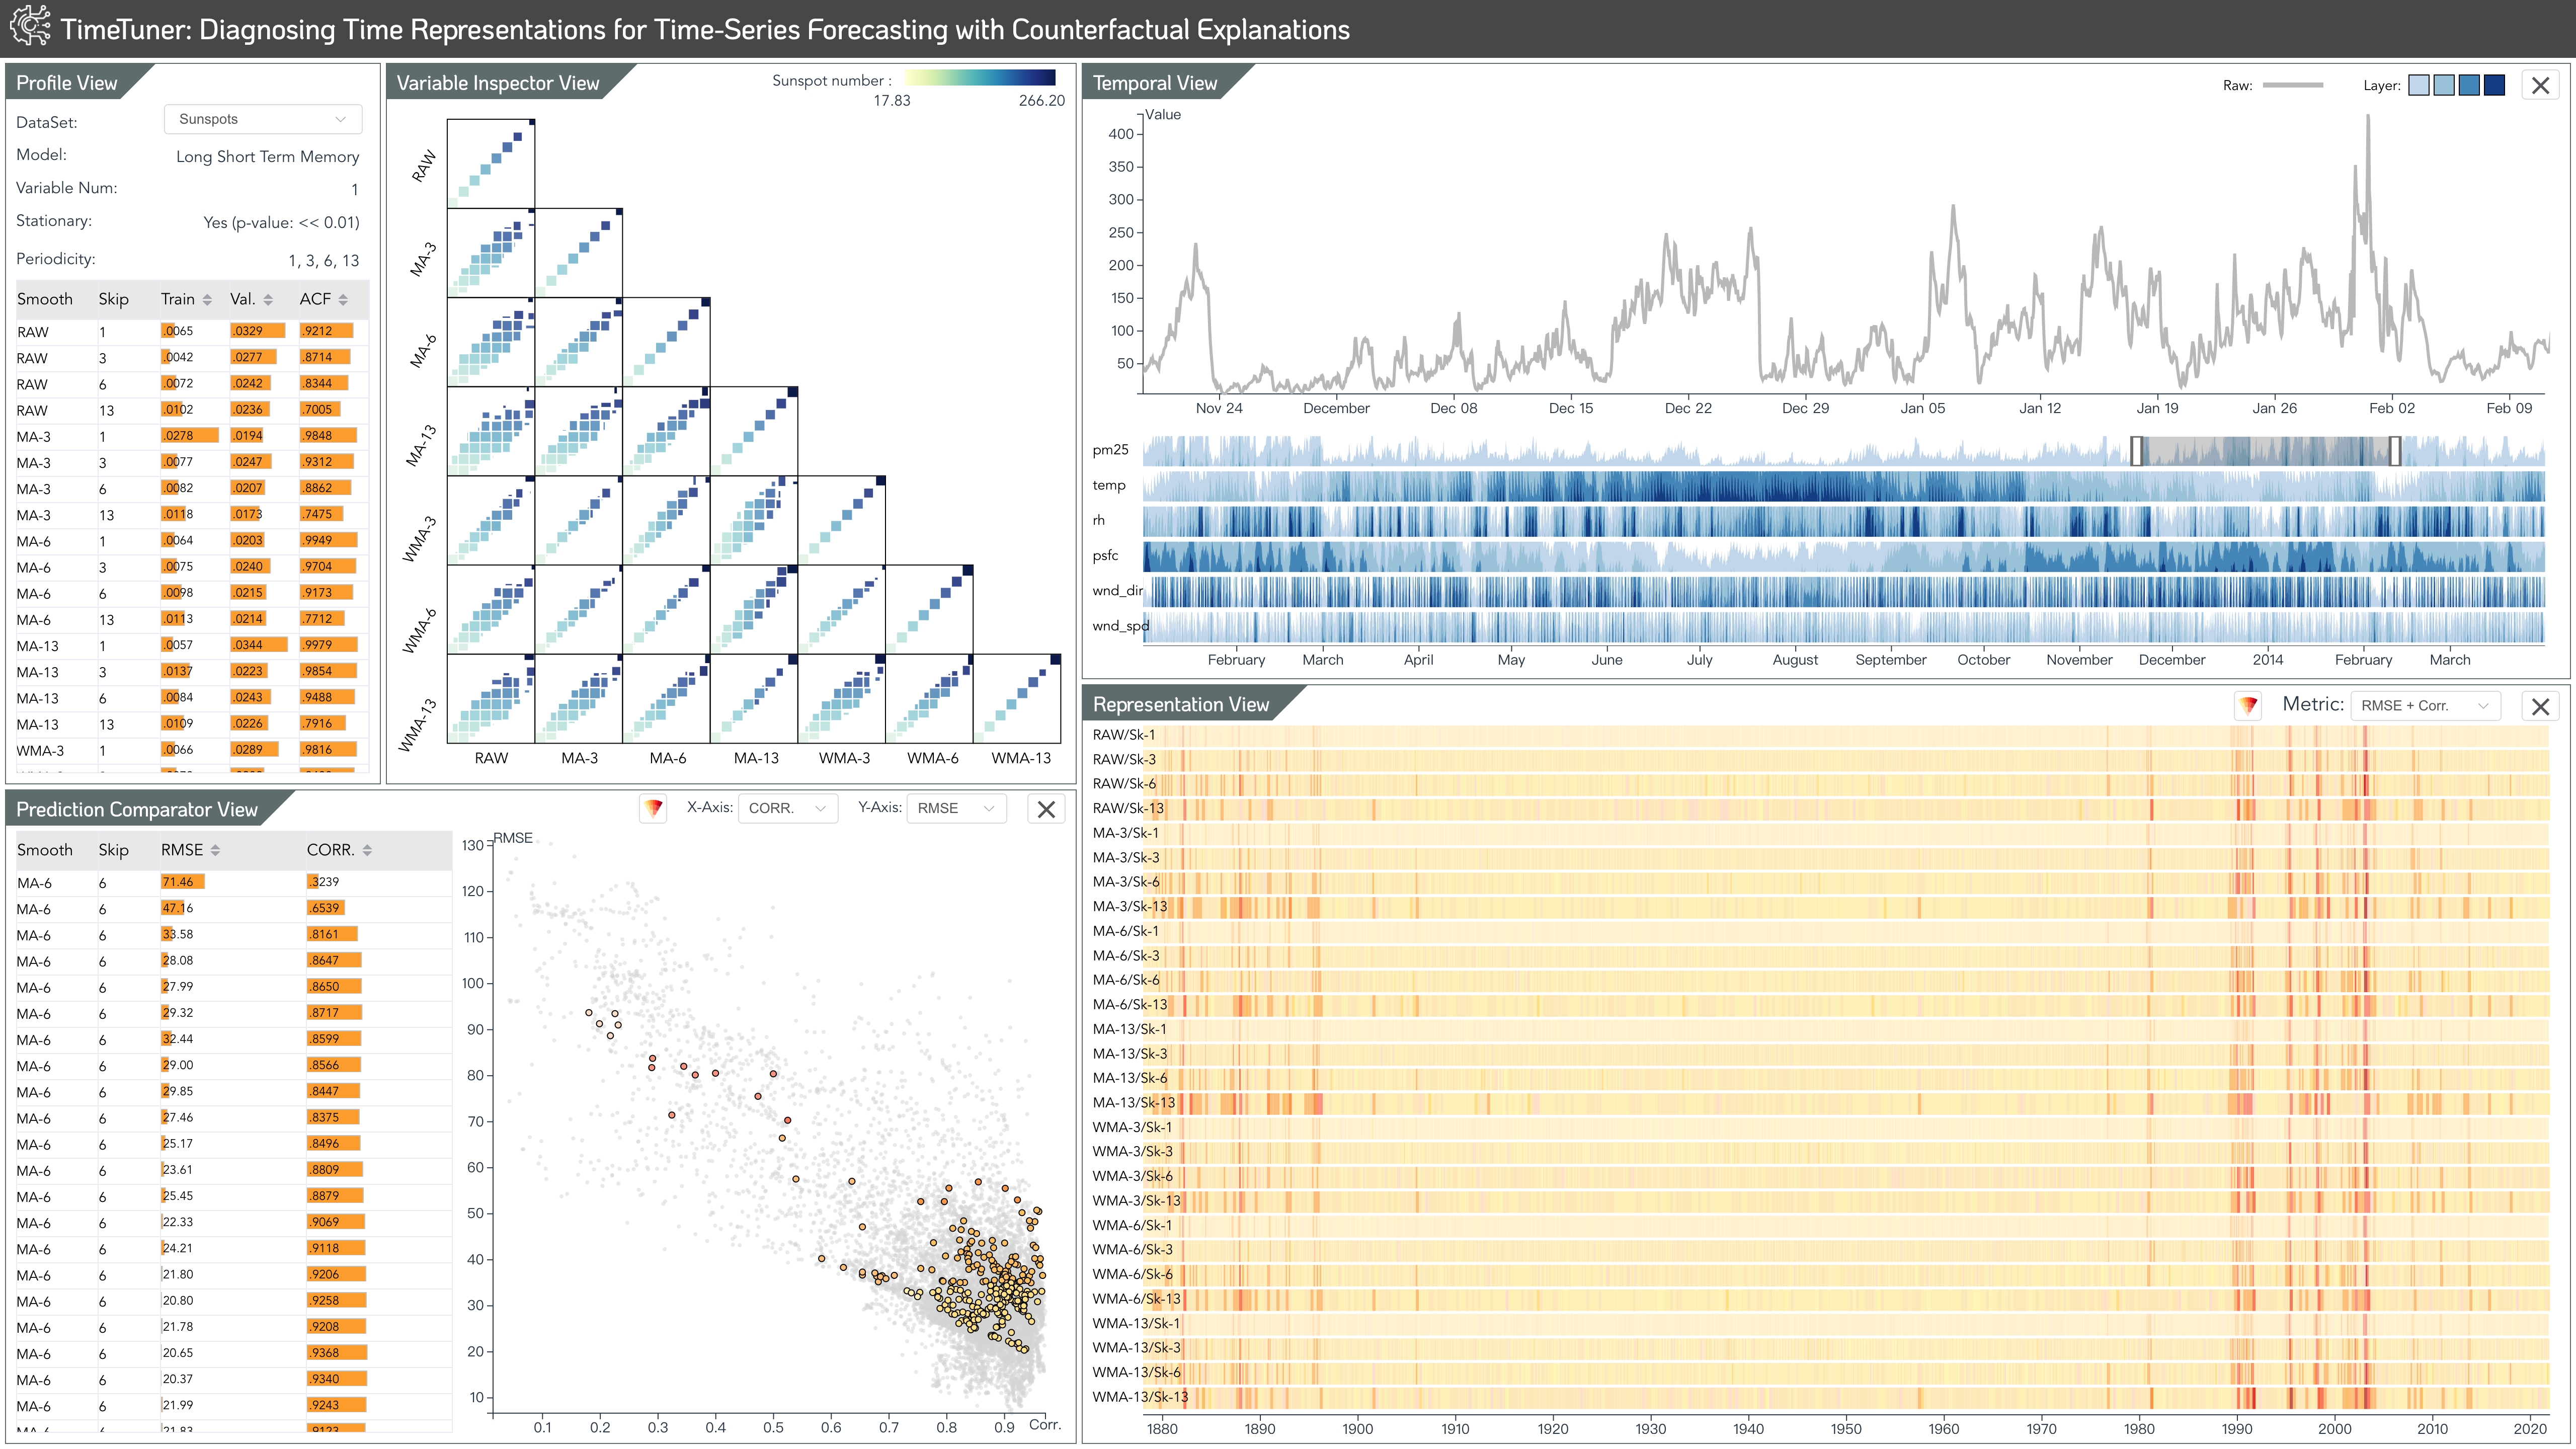 TimeTuner: Diagnosing Time Representations for Time-Series Forecasting with Counterfactual Explanations
Profile View
DataSet: Sunspots
Model: Long Short Term Memory
Variable Num: 1
Stationary: Yes (p-value: << 0.01)
Periodicity: 1, 3, 6, 13
Smooth Skip Train Val. ACF
RAW 1 .0065 .0329 .9212
RAW 3 .0042 .0277 .8714
RAW 6 .0072 .0242 .8344
RAW 13 .0102 .0236 .7005
MA-3 1 .0278 .0194 .9848
MA-3 3 .0077 .0247 .9312
MA-3 6 .0082 .0207 .8862
MA-3 13 .0118 .0173 .7475
MA-6 1 .0064 .0203 .9949
MA-6 3 .0075 .0240 .9704
MA-6 6 .0098 .0215 .9173
MA-6 13 .0113 .0214 .7712
MA-13 1 .0057 .0344 .9979
MA-13 3 .0137 .0223 .9854
MA-13 6 .0084 .0243 .9488
MA-13 13 .0109 .0226 .7916
WMA-3 1 .0066 .0289 .9816
Variable Inspector View
Sunspot number :
17.83 266.20
RAW
MA-3
MA-6
MA-13
WMA-3
WMA-6
WMA-13
RAW MA-3 MA-6 MA-13 WMA-3 WMA-6 WMA-13
Temporal View
Raw: Layer:
Value
400
350
300
250
200
150
100
50
Nov 24 December Dec 08 Dec 15 Dec 22 Dec 29 Jan 05 Jan 12 Jan 19 Jan 26 Feb 02 Feb 09
pm25
temp
rh
psfc
wnd_dir
wnd_spd
February March April May June July August September October November December 2014 February March
Prediction Comparator View
X-Axis: CORR. Y-Axis: RMSE
Smooth Skip RMSE CORR.
MA-6 6 71.46 .3239
MA-6 6 47.16 .6539
MA-6 6 33.58 .8161
MA-6 6 28.08 .8647
MA-6 6 27.99 .8650
MA-6 6 29.32 .8717
MA-6 6 32.44 .8599
MA-6 6 29.00 .8566
MA-6 6 29.85 .8447
MA-6 6 27.46 .8375
MA-6 6 25.17 .8496
MA-6 6 23.61 .8809
MA-6 6 25.45 .8879
MA-6 6 22.33 .9069
MA-6 6 24.21 .9118
MA-6 6 21.80 .9206
MA-6 6 20.80 .9258
MA-6 6 21.78 .9208
MA-6 6 20.65 .9368
MA-6 6 20.37 .9340
MA-6 6 21.99 .9243
MA-6 6 21.83 .9123
RMSE
130
120
110
100
90
80
70
60
50
40
30
20
10
0.1 0.2 0.3 0.4 0.5 0.6 0.7 0.8 0.9 Corr.
Representation View
Metric: RMSE + Corr.
RAW/Sk-1
RAW/Sk-3
RAW/Sk-6
RAW/Sk-13
MA-3/Sk-1
MA-3/Sk-3
MA-3/Sk-6
MA-3/Sk-13
MA-6/Sk-1
MA-6/Sk-3
MA-6/Sk-6
MA-6/Sk-13
MA-13/Sk-1
MA-13/Sk-3
MA-13/Sk-6
MA-13/Sk-13
WMA-3/Sk-1
WMA-3/Sk-3
WMA-3/Sk-6
WMA-3/Sk-13
WMA-6/Sk-1
WMA-6/Sk-3
WMA-6/Sk-6
WMA-6/Sk-13
WMA-13/Sk-1
WMA-13/Sk-3
WMA-13/Sk-6
WMA-13/Sk-13
1880 1890 1900 1910 1920 1930 1940 1950 1960 1970 1980 1990 2000 2010 2020